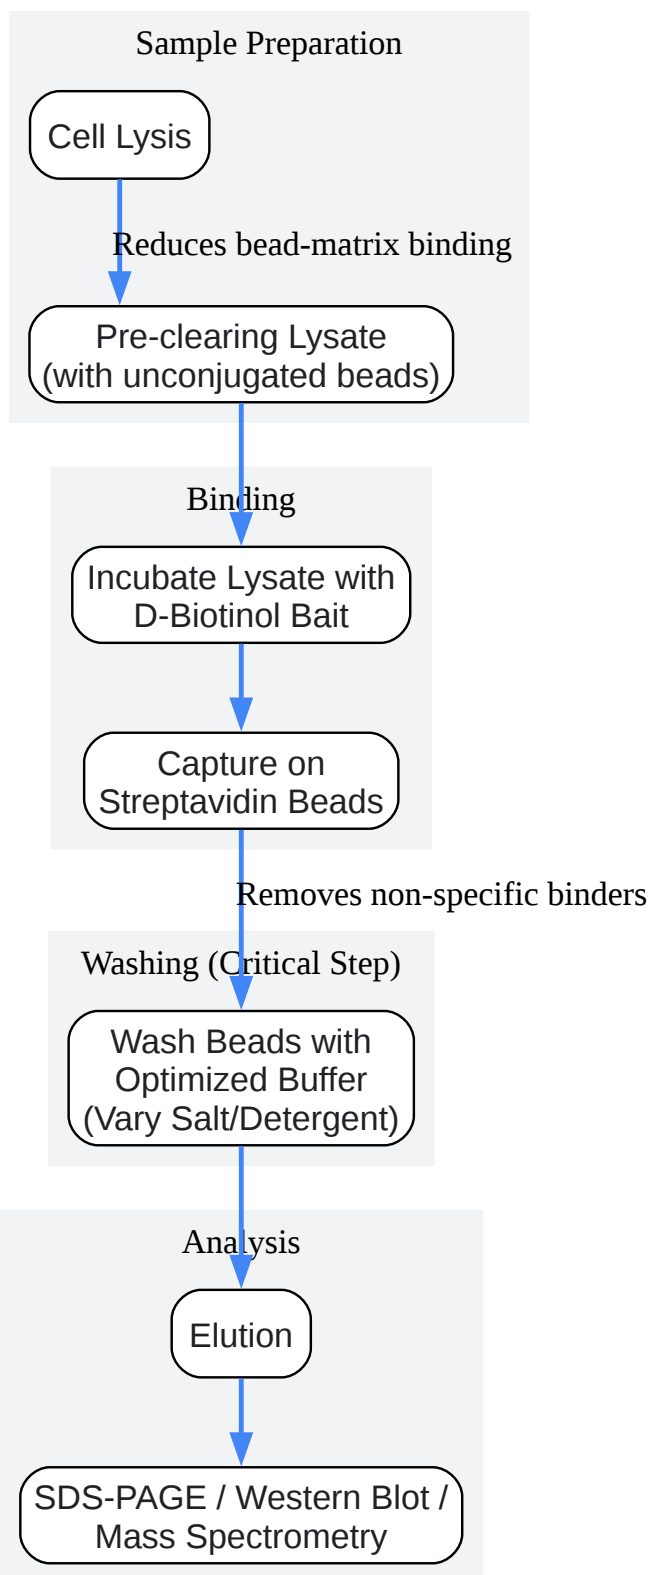 Sample Preparation
Cell Lysis
Reduces bead-matrix binding
Pre-clearing Lysate
(with unconjugated beads)
Binding
Incubate Lysate with
D-Biotinol Bait
Capture on
Streptavidin Beads
Removes non-specific binders
Washing (Critical Step)
Wash Beads with
Optimized Buffer
(Vary Salt/Detergent)
Analysis
Elution
SDS-PAGE / Western Blot /
Mass Spectrometry